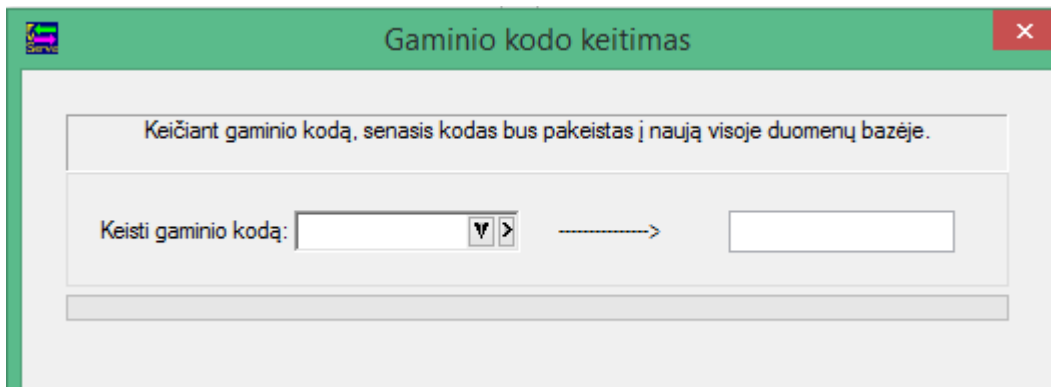 Gaminio kodo keitimas
Keičiant gaminio kodą, senasis kodas bus pakeistas į naują visoje duomenų bazėje.
Keisti gaminio kodą: -------------->